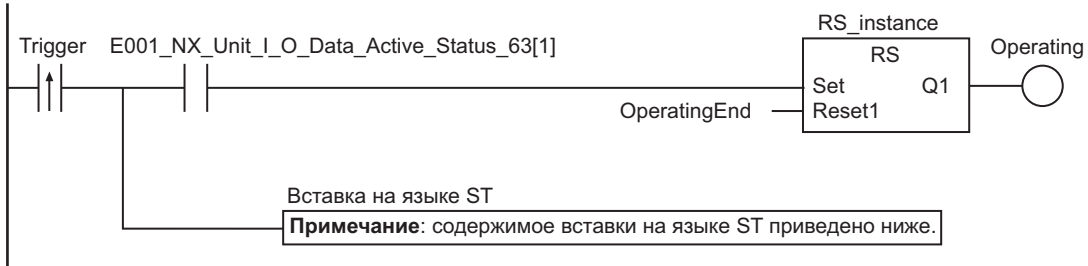 RS_instance
Trigger E001_NX_Unit_I_O_Data_Active_Status_63[1] RS Operating
Set Q1
OperatingEnd Reset1
Вставка на языке ST
Примечание: содержимое вставки на языке ST приведено ниже.